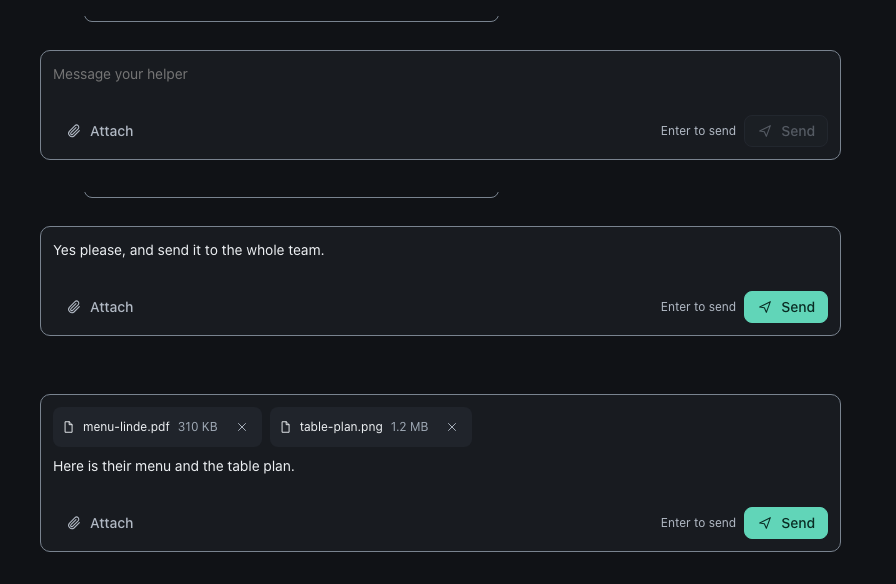 Message your helper
Attach
Enter to send
Send
Yes please, and send it to the whole team.
Attach
Enter to send
Send
menu-linde.pdf 310 KB
table-plan.png 1.2 MB
Here is their menu and the table plan.
Attach
Enter to send
Send